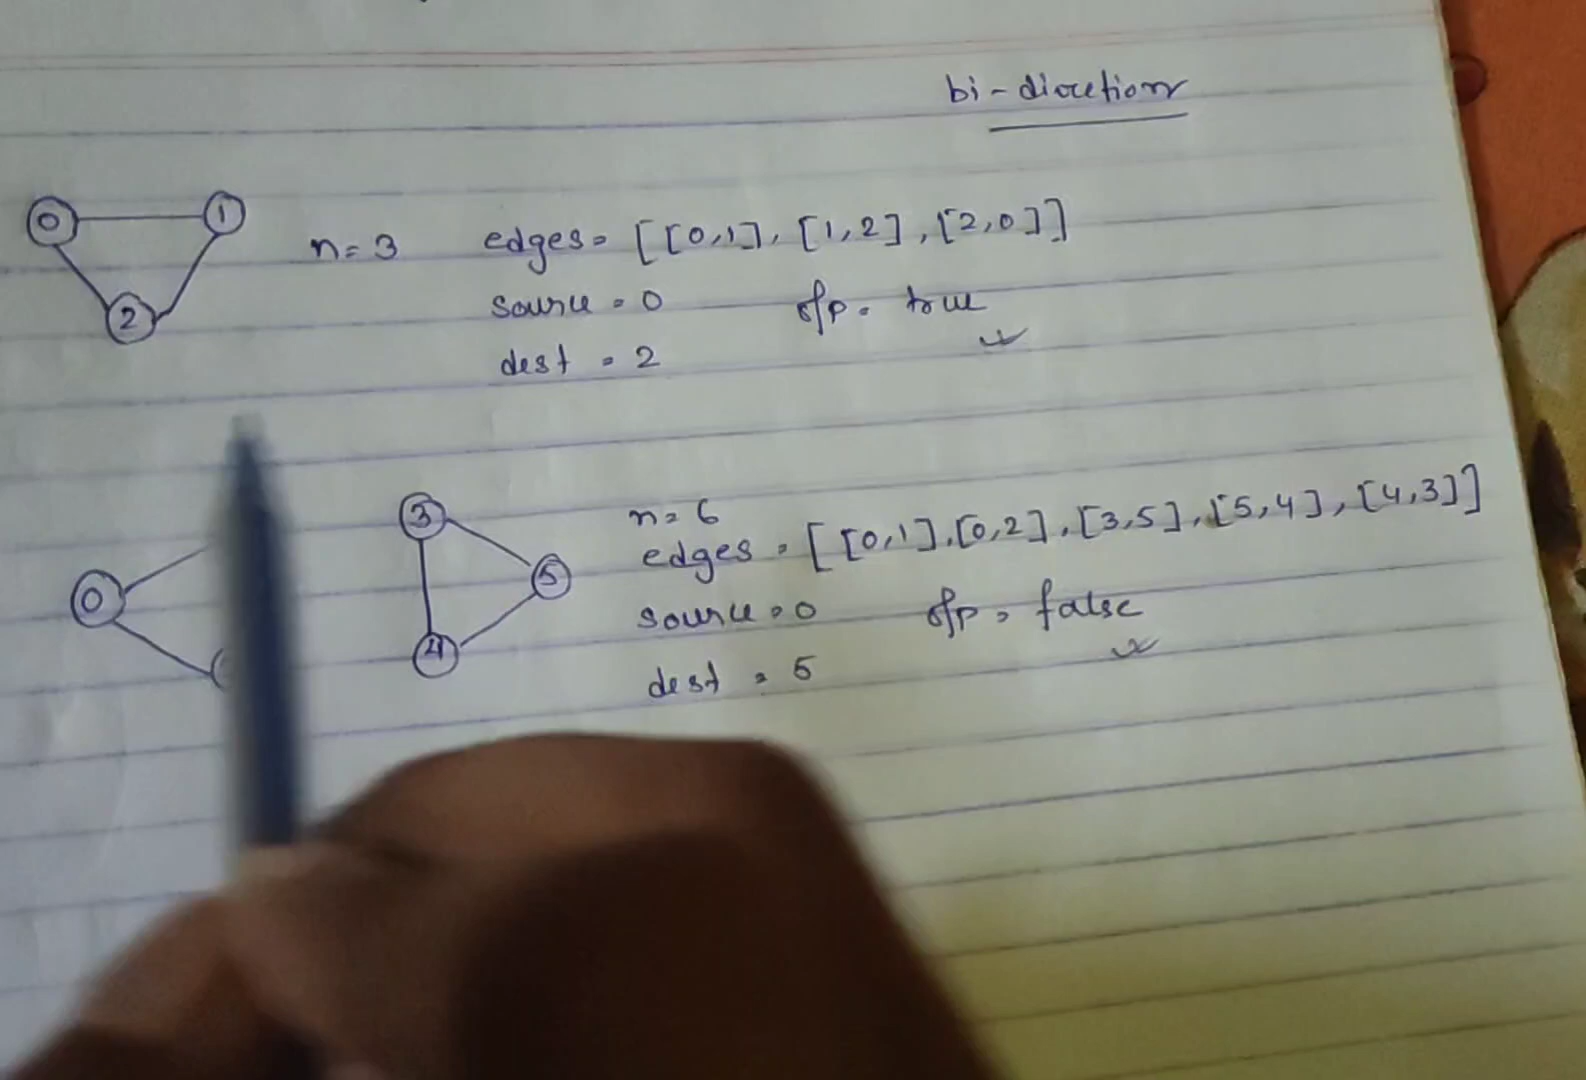 bi-direction
0 1
2
n=3 edges= [[0,1], [1,2], [2,0]]
source = 0 o/p = true
dest = 2
3
0 5
4
n=6
edges = [[0,1],[0,2],[3,5],[5,4],[4,3]]
source = 0 o/p = false
dest = 5